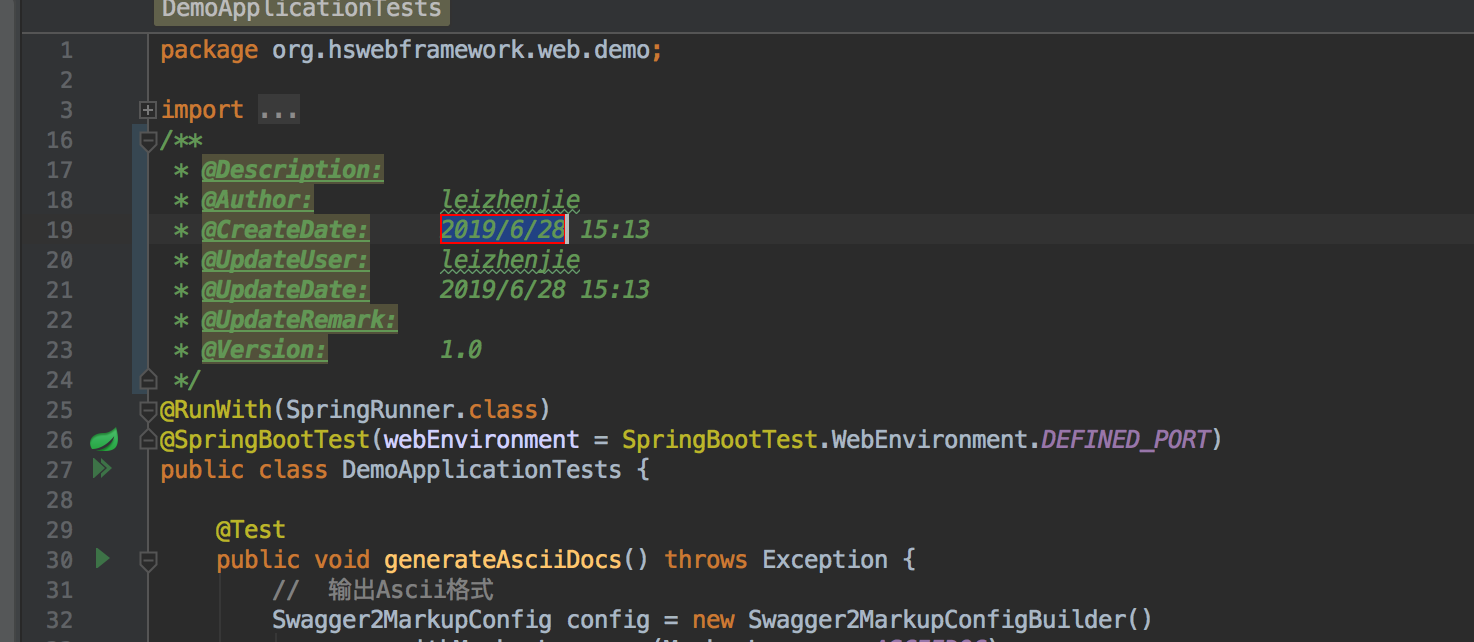 DemoApplicationTests
1 package org.hswebframework.web.demo;
2
3 import ...
16 /**
17 * @Description:
18 * @Author: leizhenjie
19 * @CreateDate: 2019/6/28 15:13
20 * @UpdateUser: leizhenjie
21 * @UpdateDate: 2019/6/28 15:13
22 * @UpdateRemark:
23 * @Version: 1.0
24 */
25 @RunWith(SpringRunner.class)
26 @SpringBootTest(webEnvironment = SpringBootTest.WebEnvironment.DEFINED_PORT)
27 public class DemoApplicationTests {
28
29 @Test
30 public void generateAsciiDocs() throws Exception {
31 // 输出Ascii格式
32 Swagger2MarkupConfig config = new Swagger2MarkupConfigBuilder()